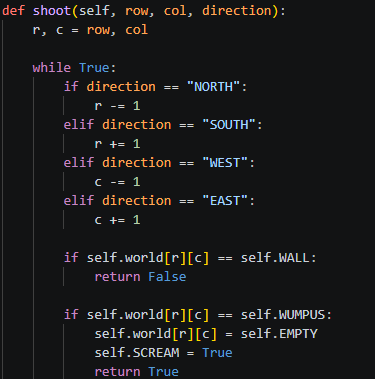 def shoot(self, row, col, direction):
    r, c = row, col

    while True:
        if direction == "NORTH":
            r -= 1
        elif direction == "SOUTH":
            r += 1
        elif direction == "WEST":
            c -= 1
        elif direction == "EAST":
            c += 1

        if self.world[r][c] == self.WALL:
            return False

        if self.world[r][c] == self.WUMPUS:
            self.world[r][c] = self.EMPTY
            self.SCREAM = True
            return True